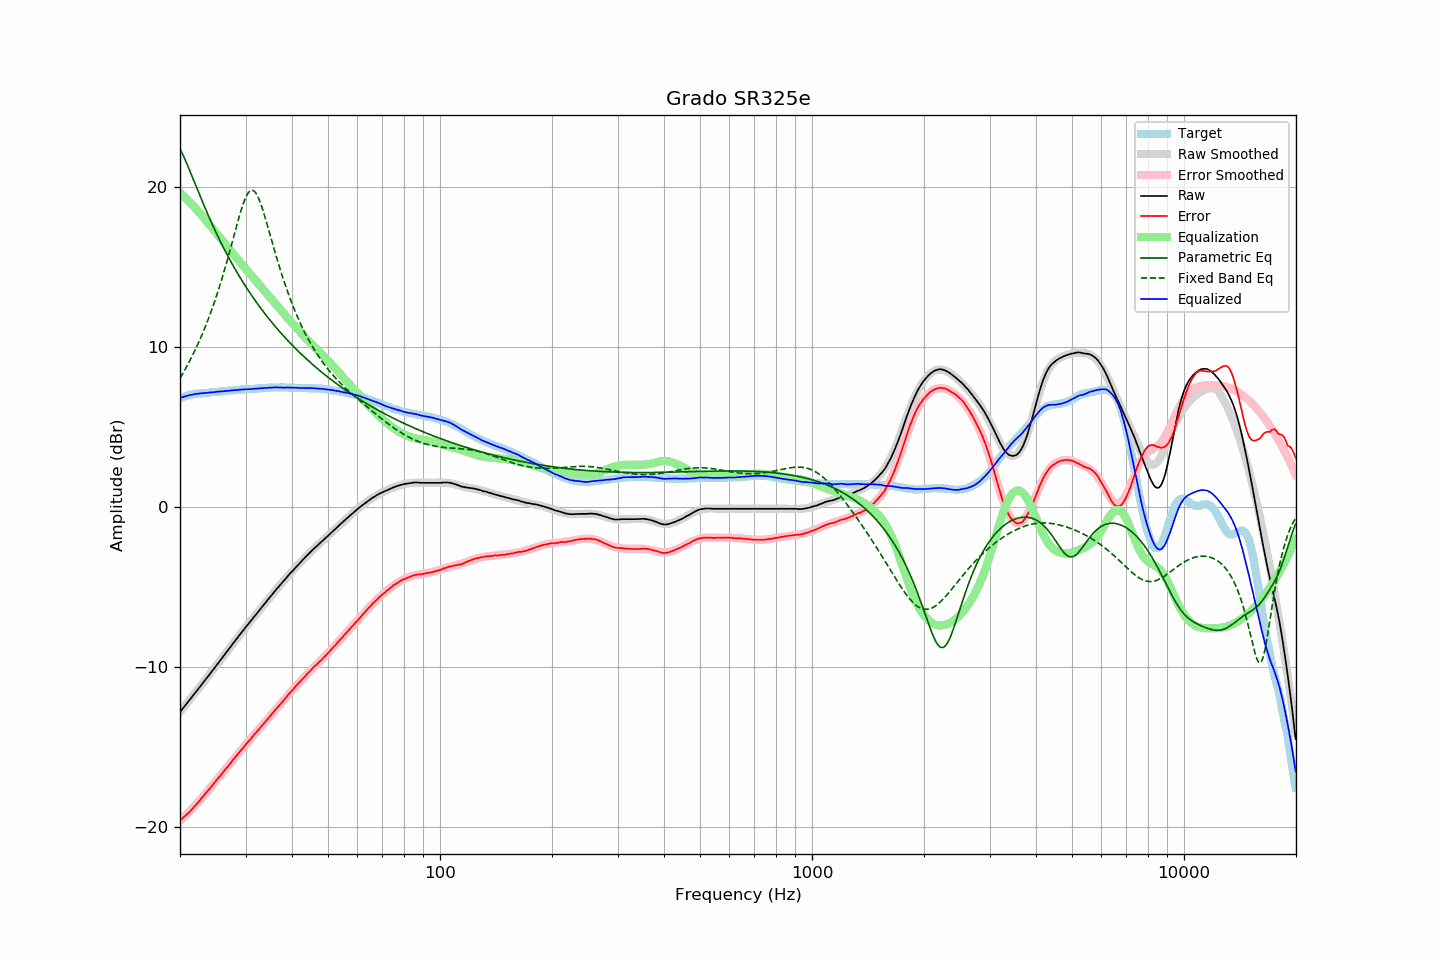 Grado SR325e
Target
Raw Smoothed
Error Smoothed
Raw
Error
Equalization
Parametric Eq
Fixed Band Eq
Equalized
20
10
0
−10
−20
Amplitude (dBr)
100
1000
10000
Frequency (Hz)